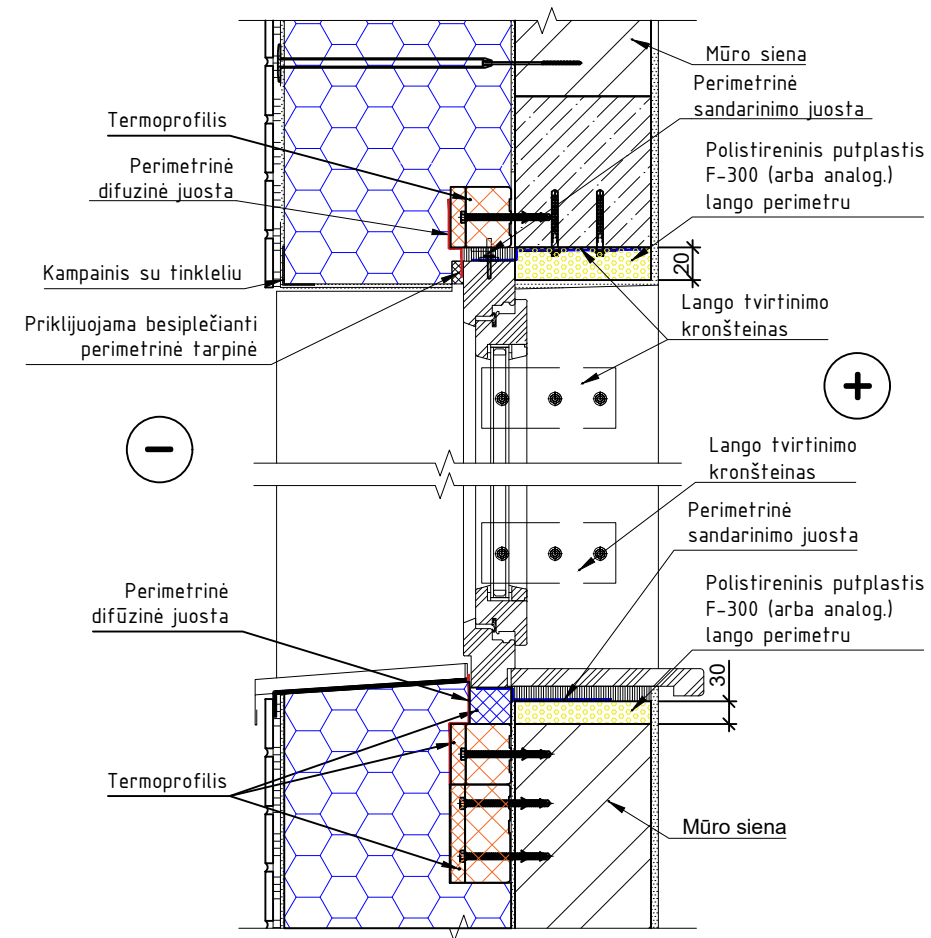 Mūro siena
Perimetrinė
sandarinimo juosta
Termoprofilis
Polistireninis putplastis
F-300 (arba analog.)
lango perimetru
Perimetrinė
difuzinė juosta
20
Kampainis su tinkleliu
Lango tvirtinimo
kronšteinas
Priklijuojama besiplečianti
perimetrinė tarpinė
+
−
Lango tvirtinimo
kronšteinas
Perimetrinė
sandarinimo juosta
Perimetrinė
difūzinė juosta
Polistireninis putplastis
F-300 (arba analog.)
lango perimetru
30
Termoprofilis
Mūro siena